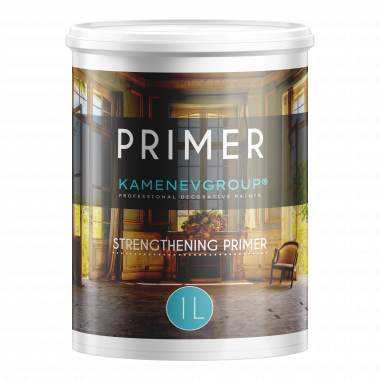 PRIMER
KAMENEVGROUP®
PROFESSIONAL DECORATIVE PAINTS
STRENGTHENING PRIMER
1L